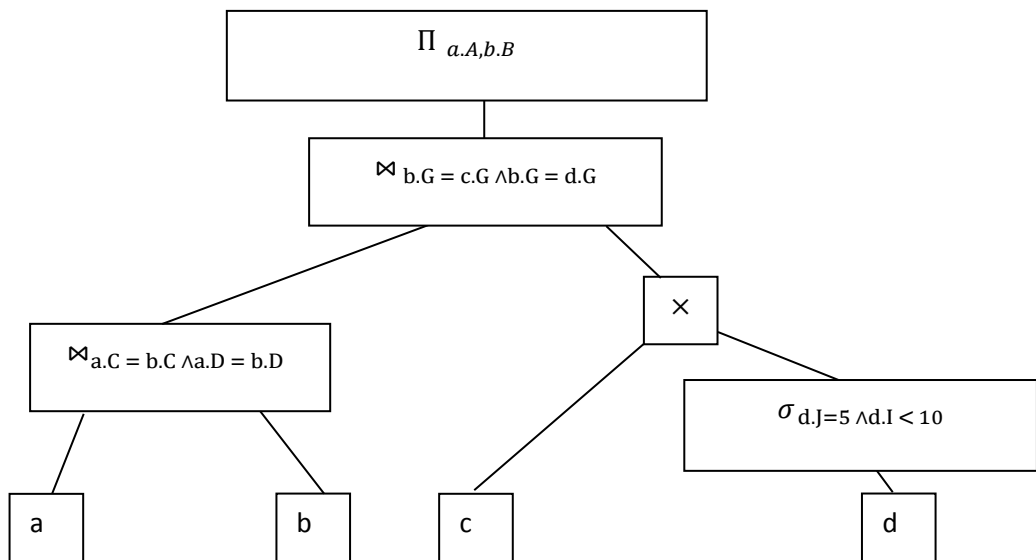 Π a.A,b.B
⋈ b.G = c.G ∧b.G = d.G
×
⋈a.C = b.C ∧a.D = b.D
σ d.J=5 ∧d.I < 10
a
b
c
d